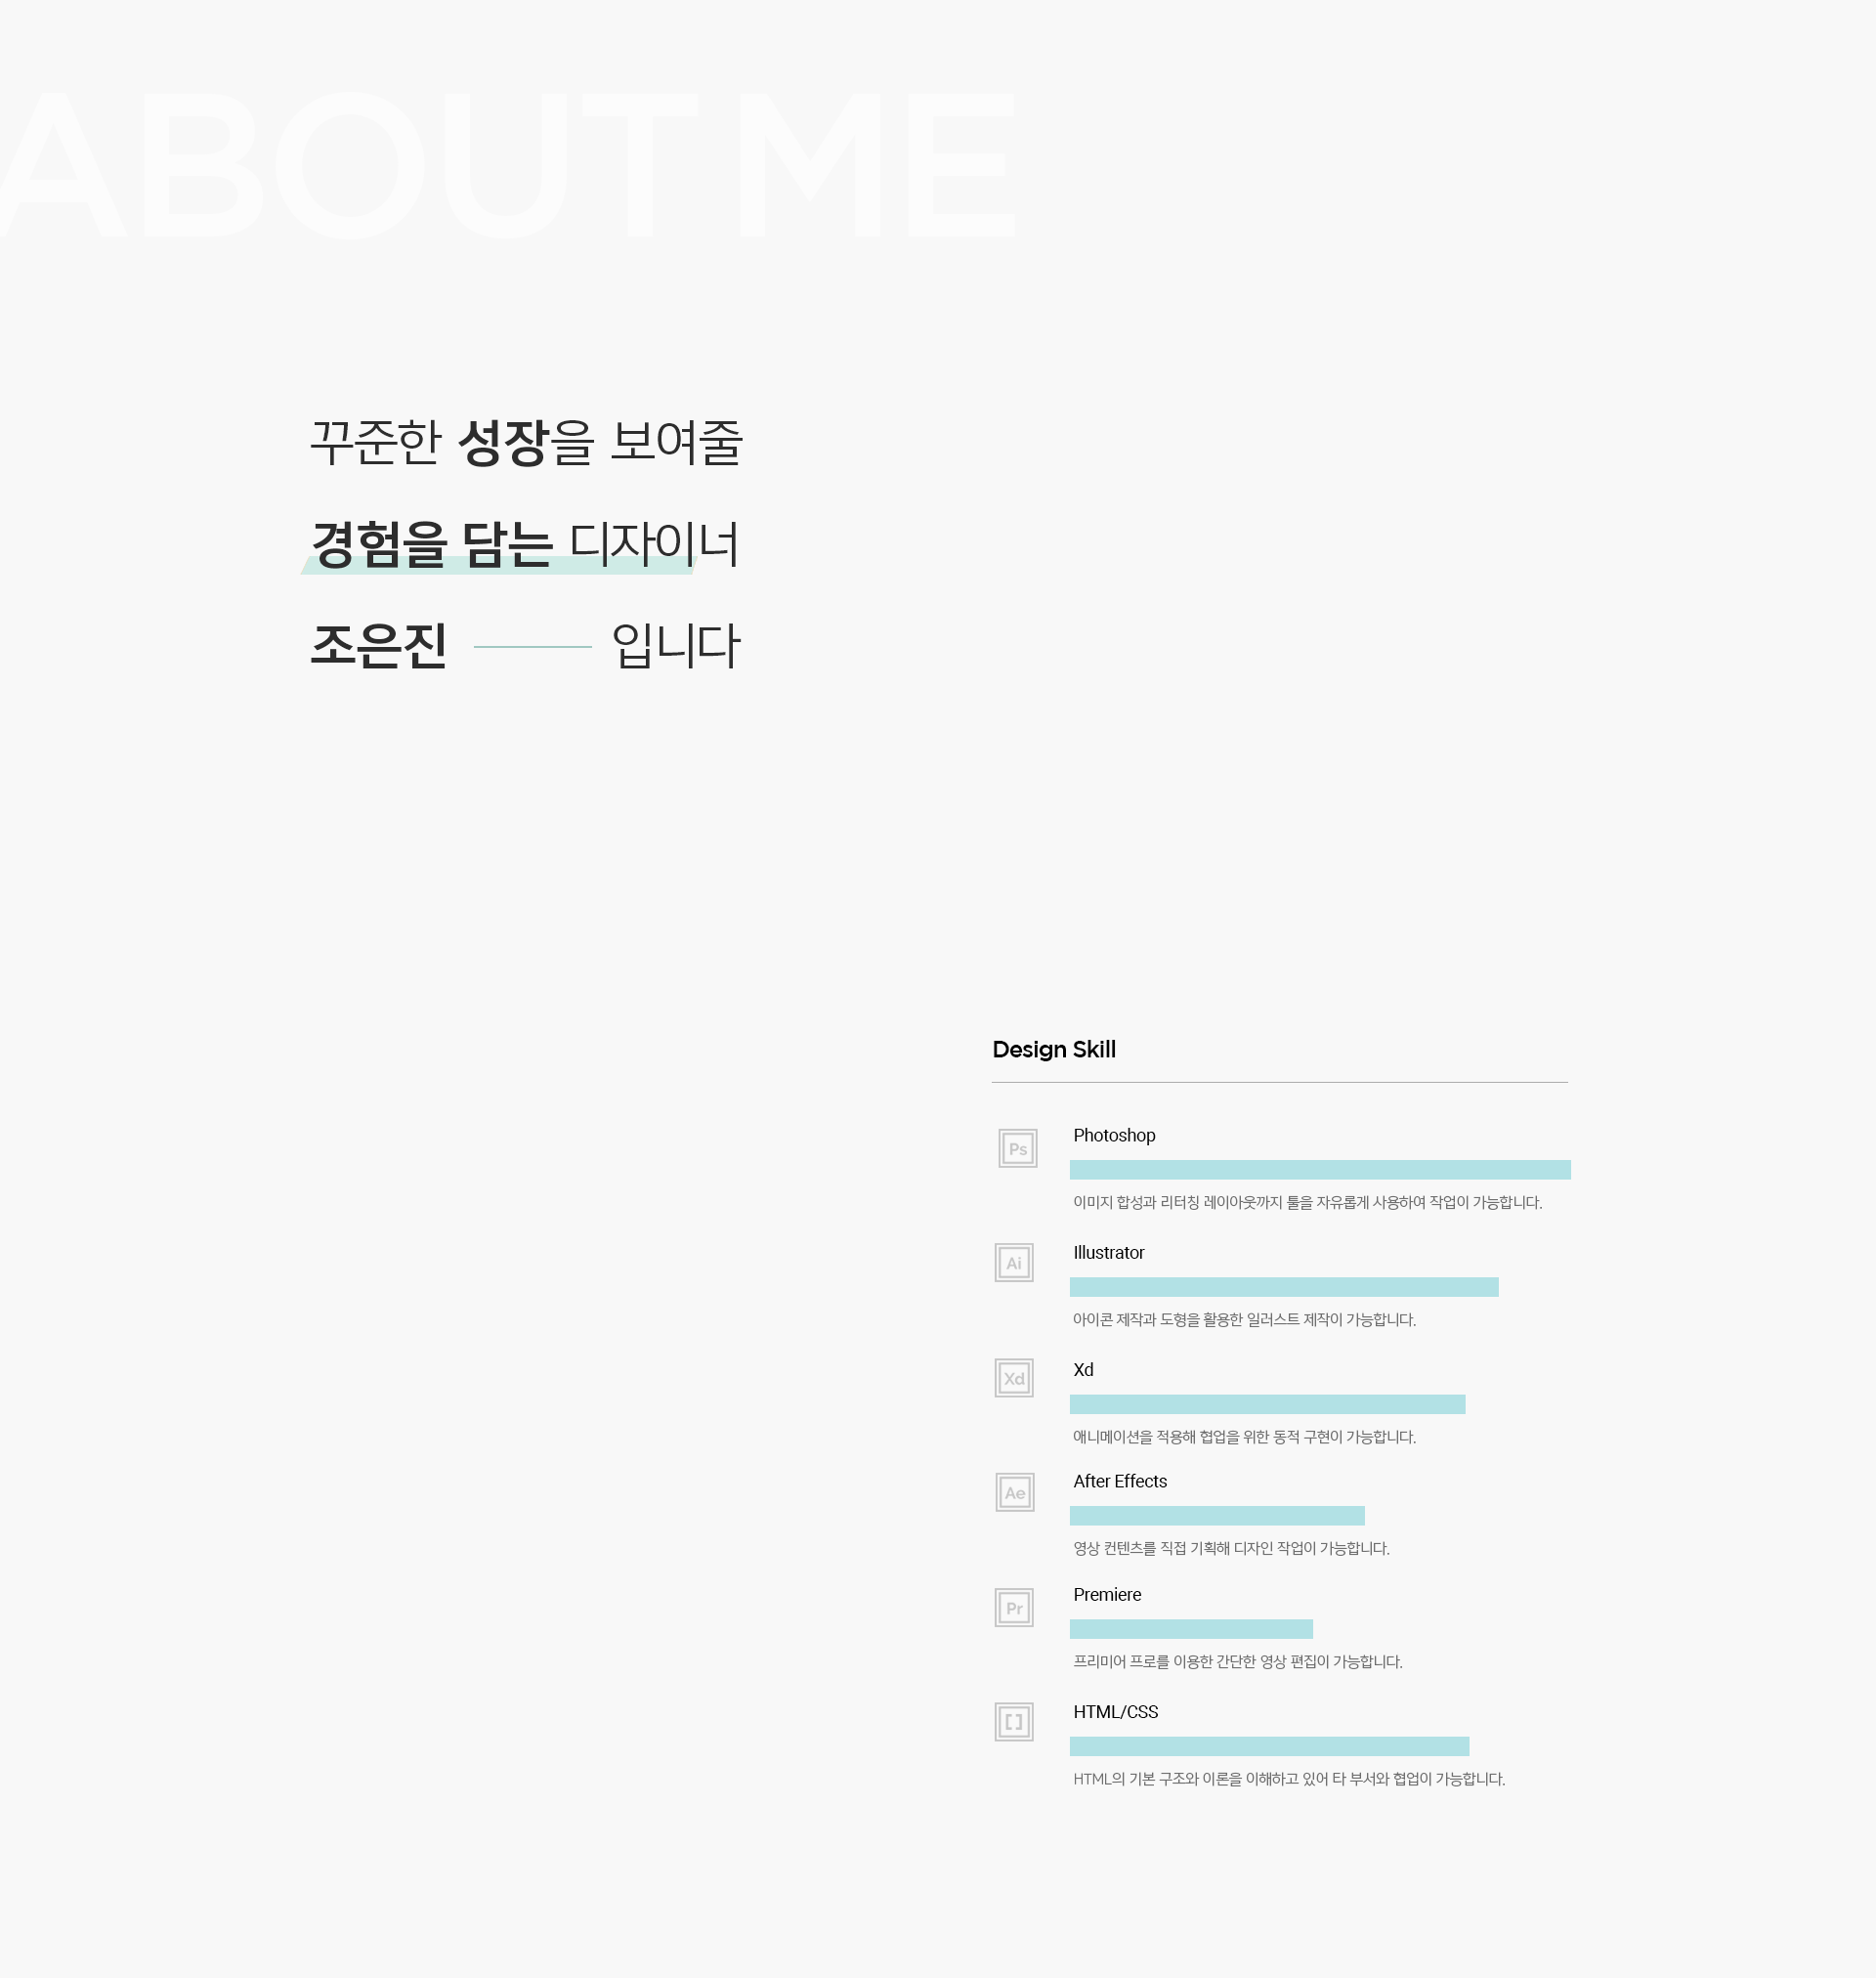 ABOUT ME
꾸준한 성장을 보여줄
경험을 담는 디자이너
조은진 입니다
Design Skill
Ps
Photoshop
이미지 합성과 리터칭 레이아웃까지 툴을 자유롭게 사용하여 작업이 가능합니다.
Ai
Illustrator
아이콘 제작과 도형을 활용한 일러스트 제작이 가능합니다.
Xd
Xd
애니메이션을 적용해 협업을 위한 동적 구현이 가능합니다.
Ae
After Effects
영상 컨텐츠를 직접 기획해 디자인 작업이 가능합니다.
Pr
Premiere
프리미어 프로를 이용한 간단한 영상 편집이 가능합니다.
[ ]
HTML/CSS
HTML의 기본 구조와 이론을 이해하고 있어 타 부서와 협업이 가능합니다.